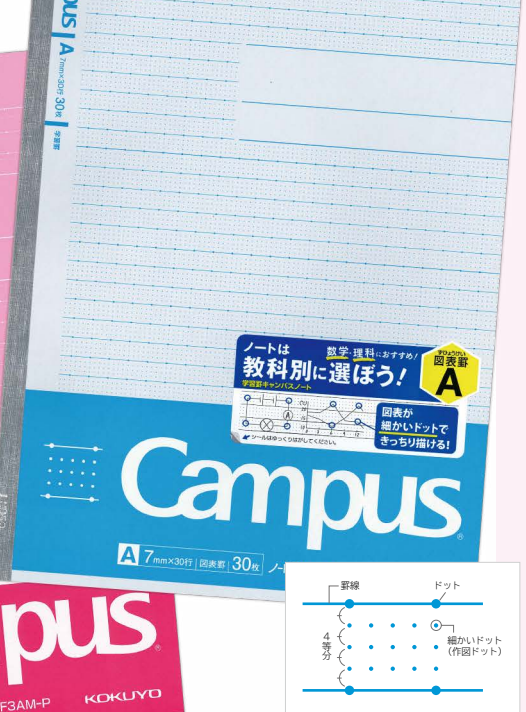 PUS
A
7mm×30行
30枚
学習罫
ノートは
数学・理科におすすめ!
教科別に選ぼう!
学習罫キャンパスノート
ずひょうけい
図表罫
A
図表が
細かいドットで
きっちり描ける!
シールはゆっくりはがしてください。
Campus
A 7mm×30行 図表罫 30枚
pus
F3AM-P
KOKUYO
罫線
ドット
4等分
細かいドット
(作図ドット)